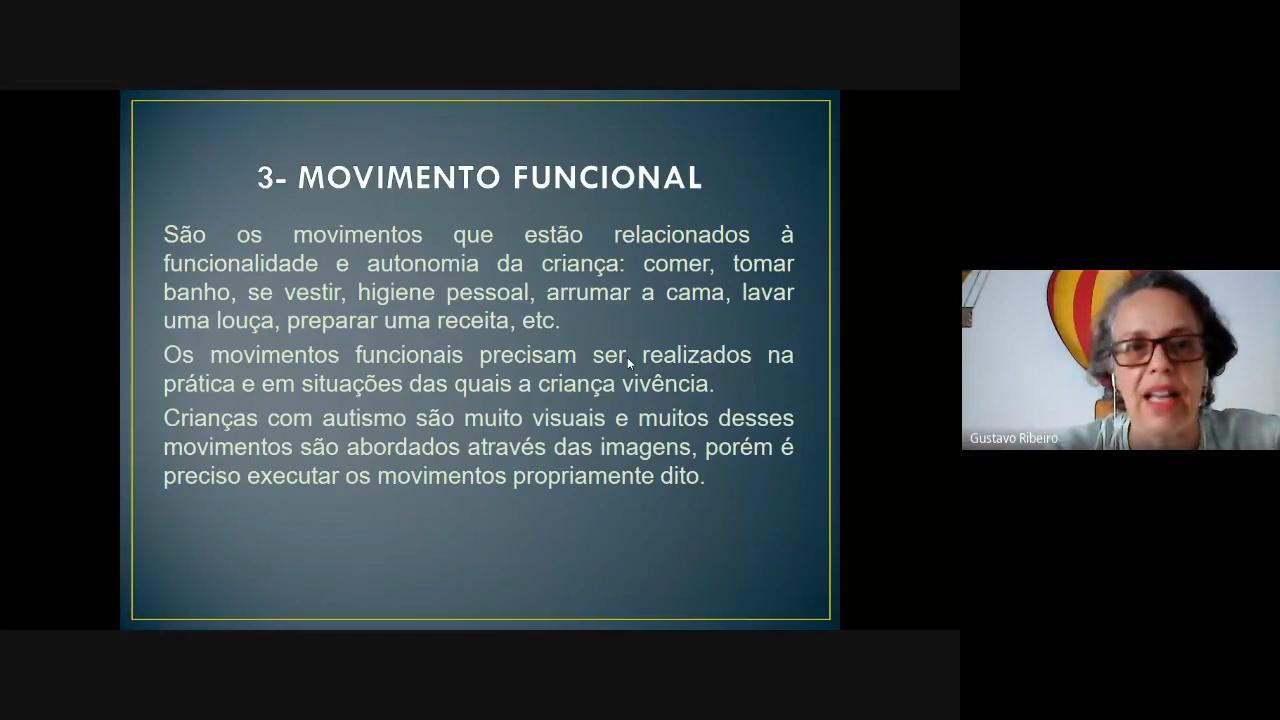 3- MOVIMENTO FUNCIONAL
São os movimentos que estão relacionados à
funcionalidade e autonomia da criança: comer, tomar
banho, se vestir, higiene pessoal, arrumar a cama, lavar
uma louça, preparar uma receita, etc.
Os movimentos funcionais precisam ser realizados na
prática e em situações das quais a criança vivência.
Crianças com autismo são muito visuais e muitos desses
movimentos são abordados através das imagens, porém é
preciso executar os movimentos propriamente dito.
Gustavo Ribeiro